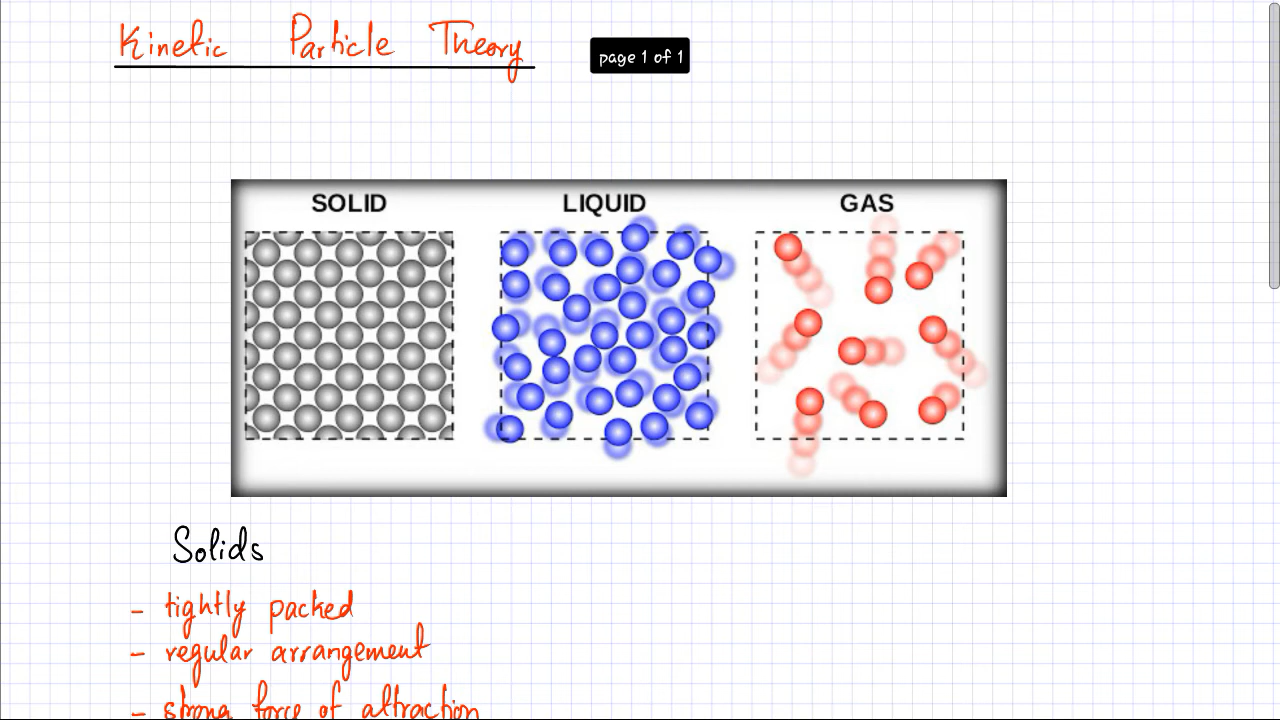 Kinetic Particle Theory
page 1 of 1
SOLID LIQUID GAS
Solids
- tightly packed
- regular arrangement
- strong force of attraction